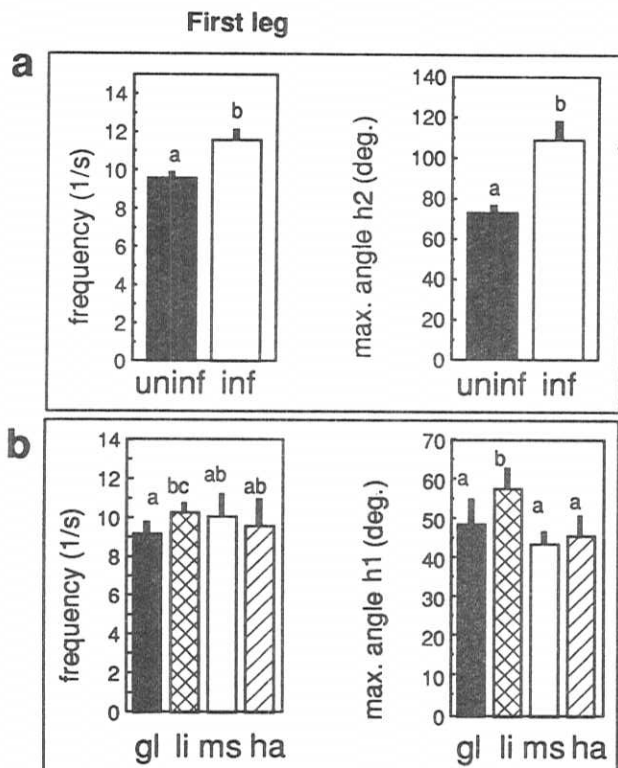 First leg
a
frequency (1/s)
14
12
10
8
6
4
2
0
a
b
uninf inf
max. angle h2 (deg.)
140
120
100
80
60
40
20
0
a
b
uninf inf
b
frequency (1/s)
14
12
10
8
6
4
2
0
a
bc
ab
ab
gl li ms ha
max. angle h1 (deg.)
70
60
50
40
30
20
10
0
a
b
a
a
gl li ms ha